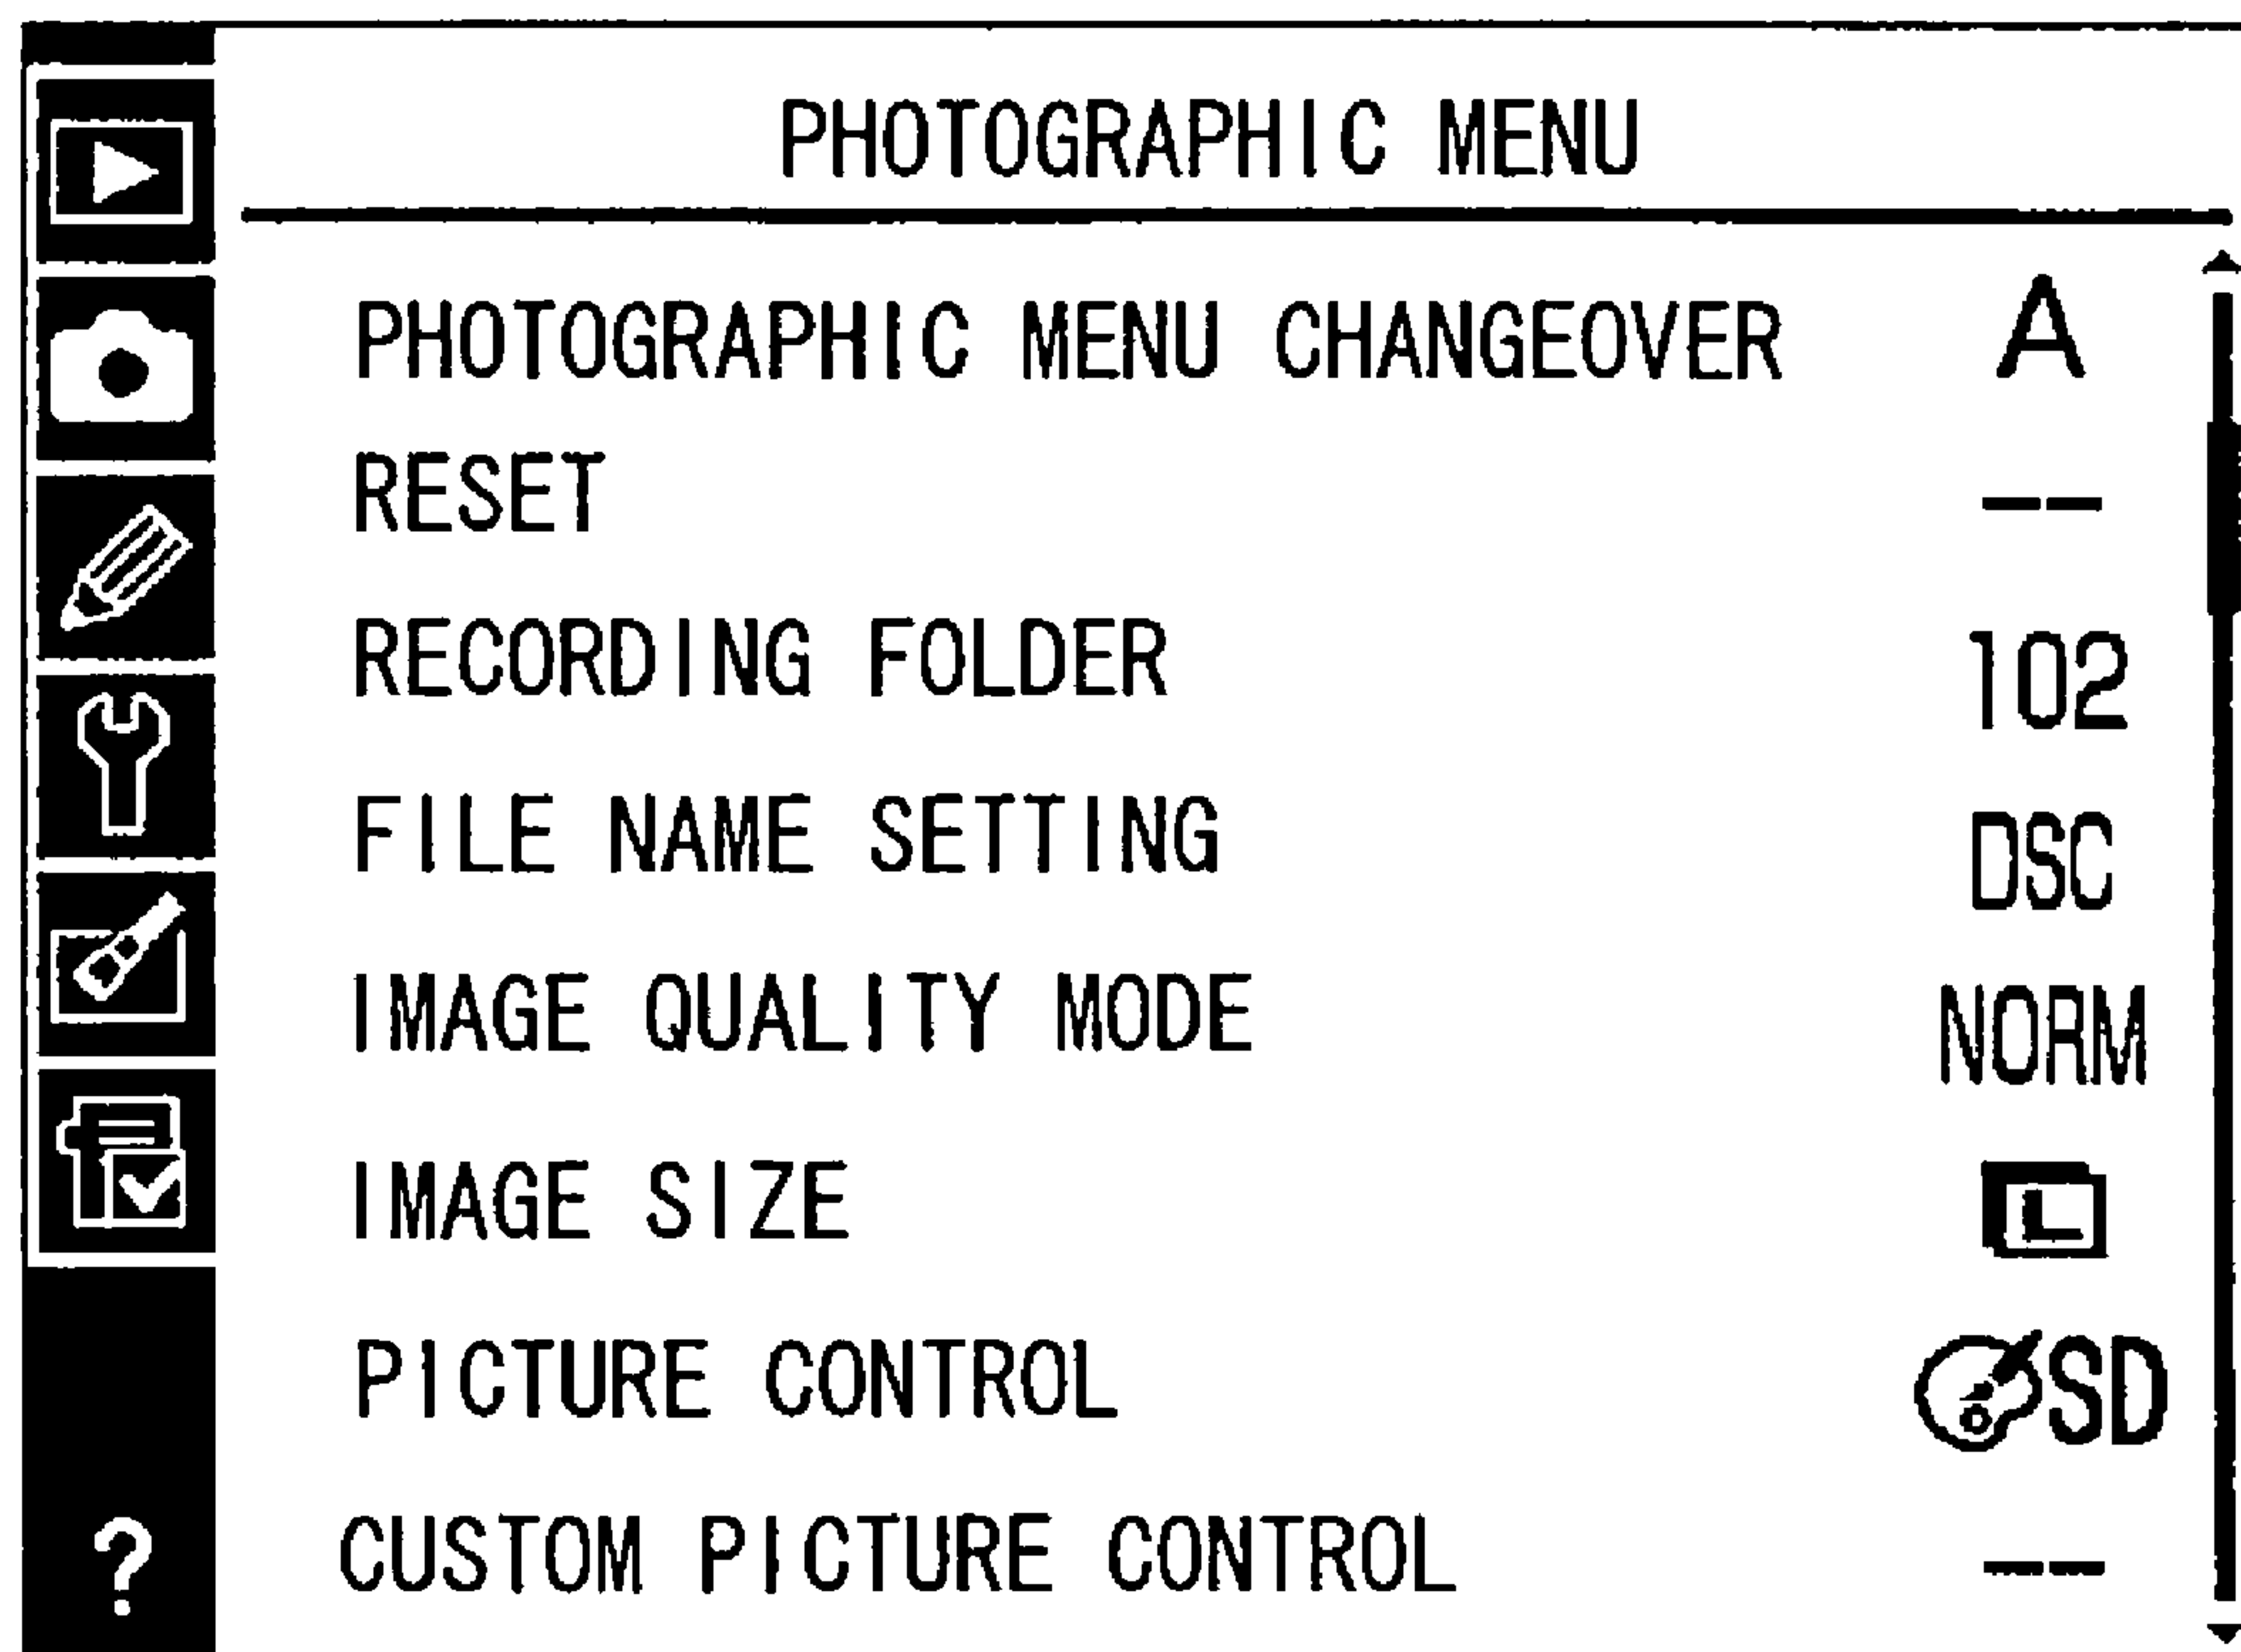 PHOTOGRAPHIC MENU
PHOTOGRAPHIC MENU CHANGEOVER A
RESET --
RECORDING FOLDER 102
FILE NAME SETTING DSC
IMAGE QUALITY MODE NORM
IMAGE SIZE L
PICTURE CONTROL SD
CUSTOM PICTURE CONTROL --
?